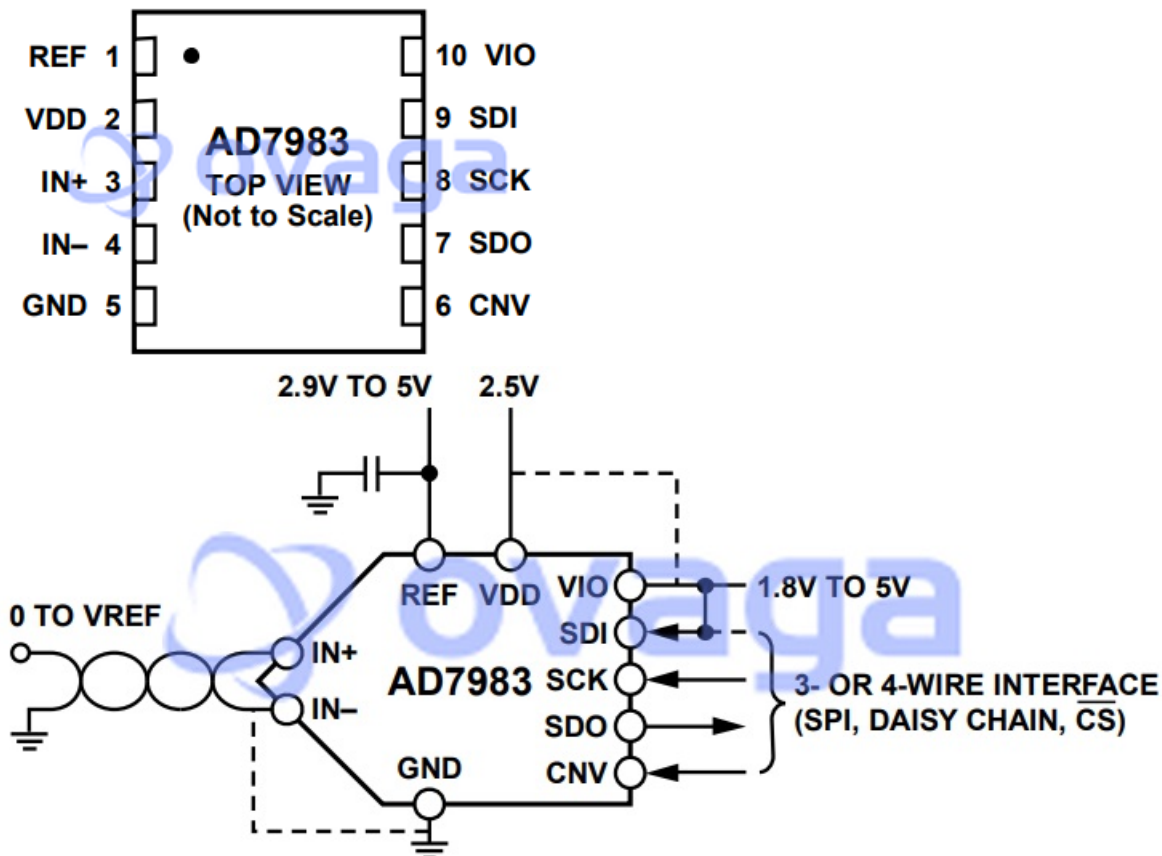 REF 1
VDD 2
IN+ 3
IN– 4
GND 5
AD7983
TOP VIEW
(Not to Scale)
10 VIO
9 SDI
8 SCK
7 SDO
6 CNV
ovaga
2.9V TO 5V
2.5V
REF
VDD
VIO
1.8V TO 5V
SDI
0 TO VREF
IN+
AD7983
SCK
3- OR 4-WIRE INTERFACE
(SPI, DAISY CHAIN, CS)
IN–
SDO
GND
CNV
ovaga